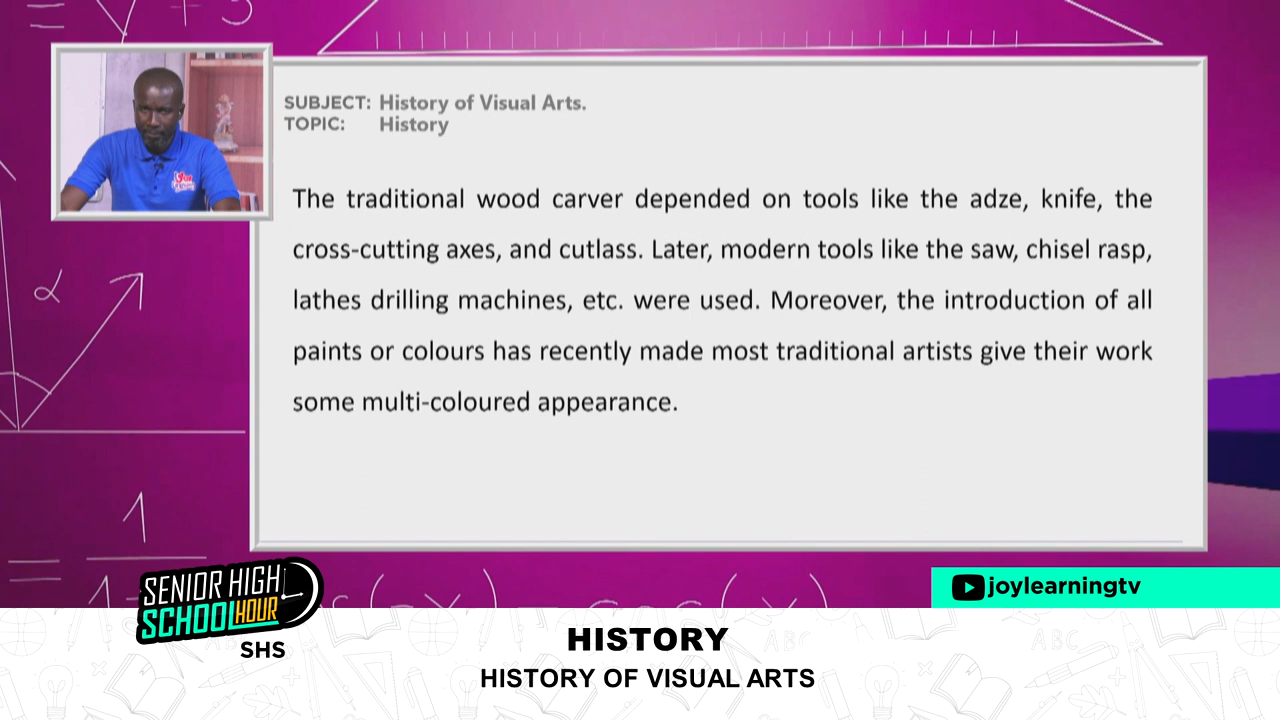 SUBJECT: History of Visual Arts.
TOPIC: History
The traditional wood carver depended on tools like the adze, knife, the
cross-cutting axes, and cutlass. Later, modern tools like the saw, chisel rasp,
lathes drilling machines, etc. were used. Moreover, the introduction of all
paints or colours has recently made most traditional artists give their work
some multi-coloured appearance.
α
1
SENIOR HIGH
SCHOOL HOUR
SHS
joylearningtv
HISTORY
HISTORY OF VISUAL ARTS